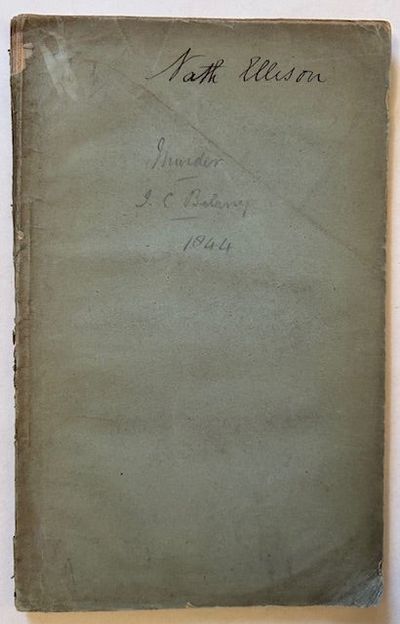 Nath Ellison
Murder
J. C. Belaney
1844